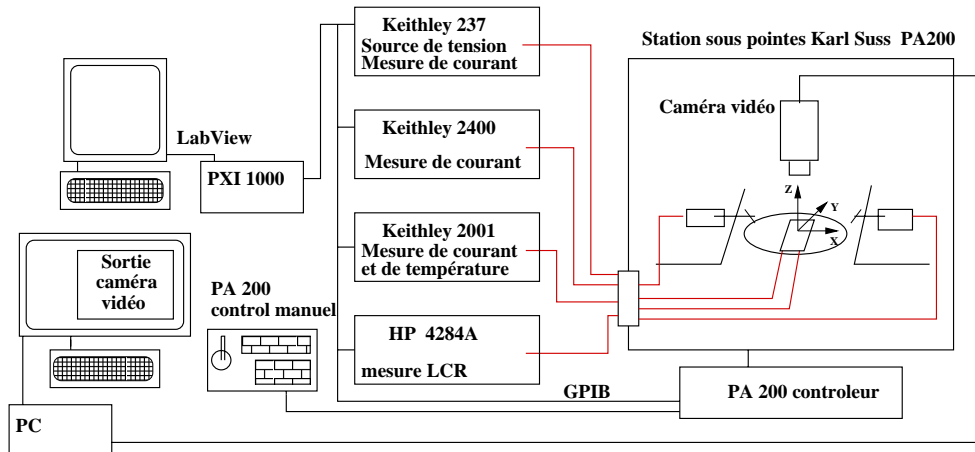 Keithley 237
Source de tension
Mesure de courant
Station sous pointes Karl Suss PA200
Caméra vidéo
LabView
PXI 1000
Keithley 2400
Mesure de courant
Z
Y
X
Keithley 2001
Mesure de courant
et de température
Sortie
caméra
vidéo
PA 200
control manuel
HP 4284A
mesure LCR
GPIB
PA 200 controleur
PC